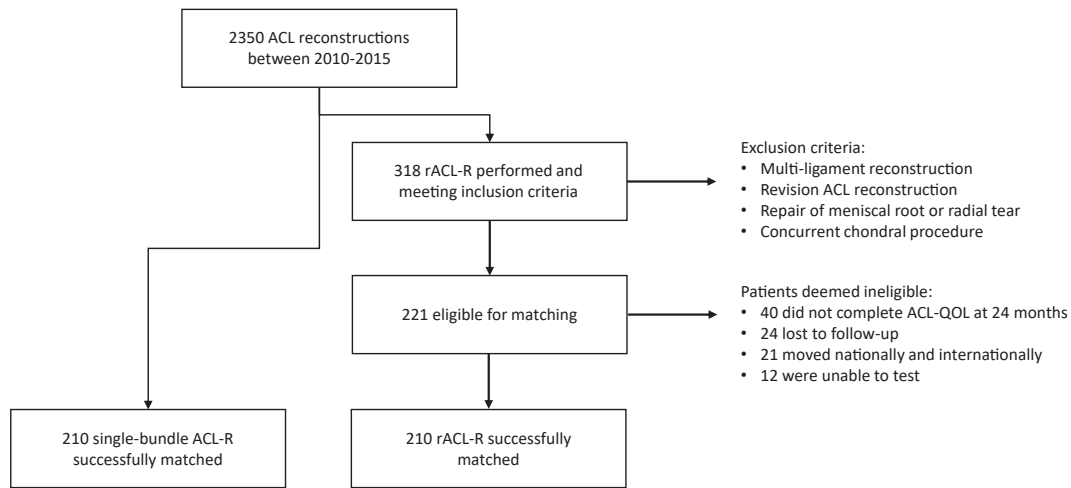 2350 ACL reconstructions
between 2010-2015
318 rACL-R performed and
meeting inclusion criteria
Exclusion criteria:
• Multi-ligament reconstruction
• Revision ACL reconstruction
• Repair of meniscal root or radial tear
• Concurrent chondral procedure
221 eligible for matching
Patients deemed ineligible:
• 40 did not complete ACL-QOL at 24 months
• 24 lost to follow-up
• 21 moved nationally and internationally
• 12 were unable to test
210 single-bundle ACL-R
successfully matched
210 rACL-R successfully
matched